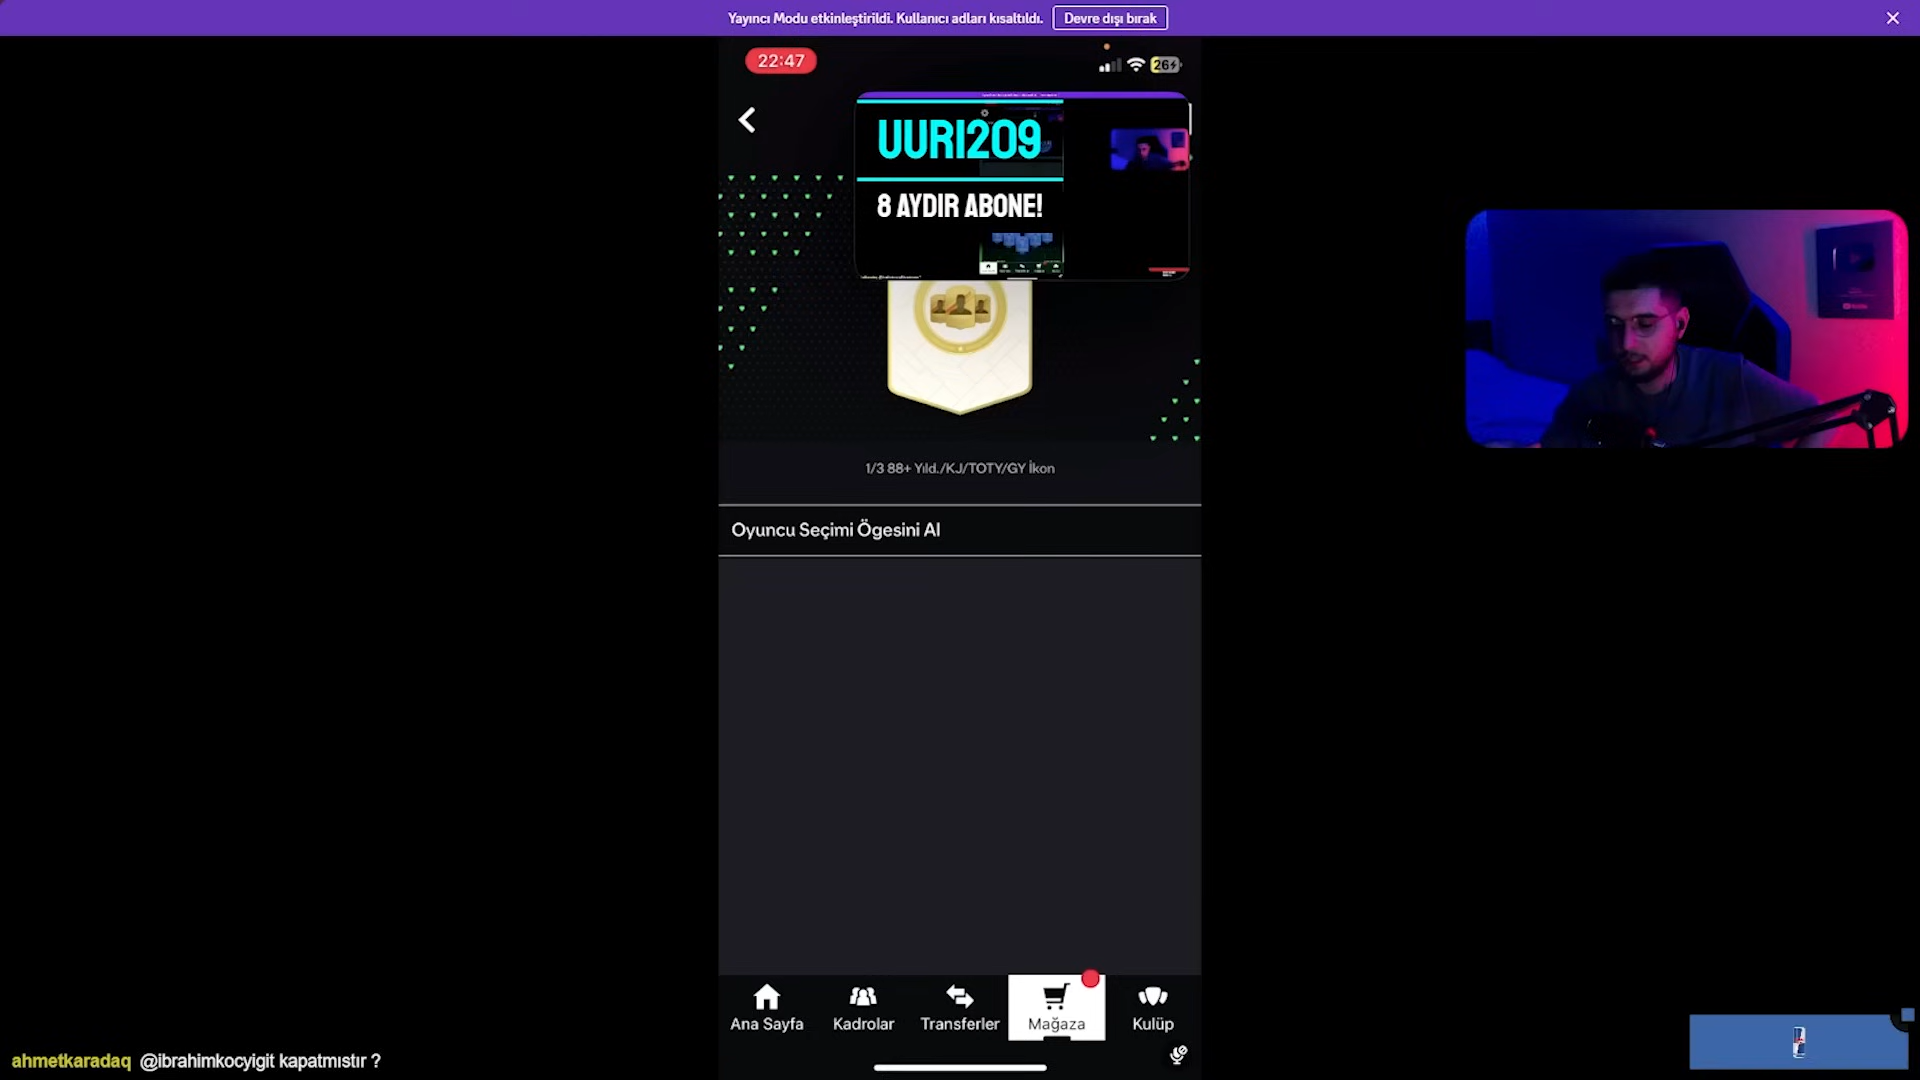 Yayıncı Modu etkinleştirildi. Kullanıcı adları kısaltıldı. Devre dışı bırak
22:47
26
UURI209
8 AYDIR ABONE!
1/3 88+ Yıld./KJ/TOTY/GY İkon
Oyuncu Seçimi Ögesini Al
Ana Sayfa Kadrolar Transferler Mağaza Kulüp
ahmetkaradaq @ibrahimkocyigit kapatmıstır ?